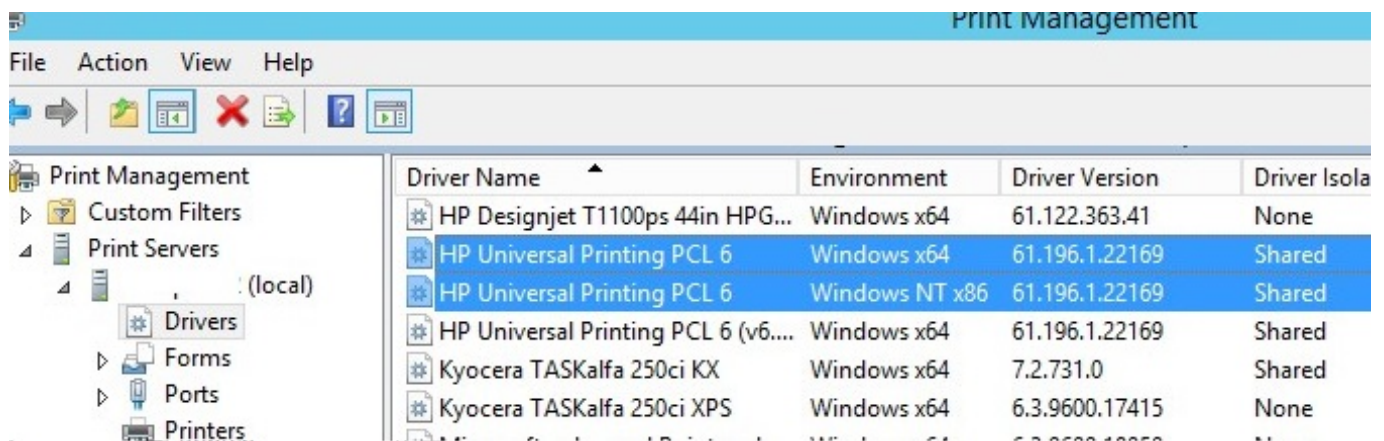 Print Management
File Action View Help
Print Management
Custom Filters
Print Servers
(local)
Drivers
Forms
Ports
Printers
Driver Name Environment Driver Version Driver Isola
HP Designjet T1100ps 44in HPG... Windows x64 61.122.363.41 None
HP Universal Printing PCL 6 Windows x64 61.196.1.22169 Shared
HP Universal Printing PCL 6 Windows NT x86 61.196.1.22169 Shared
HP Universal Printing PCL 6 (v6.... Windows x64 61.196.1.22169 Shared
Kyocera TASKalfa 250ci KX Windows x64 7.2.731.0 Shared
Kyocera TASKalfa 250ci XPS Windows x64 6.3.9600.17415 None